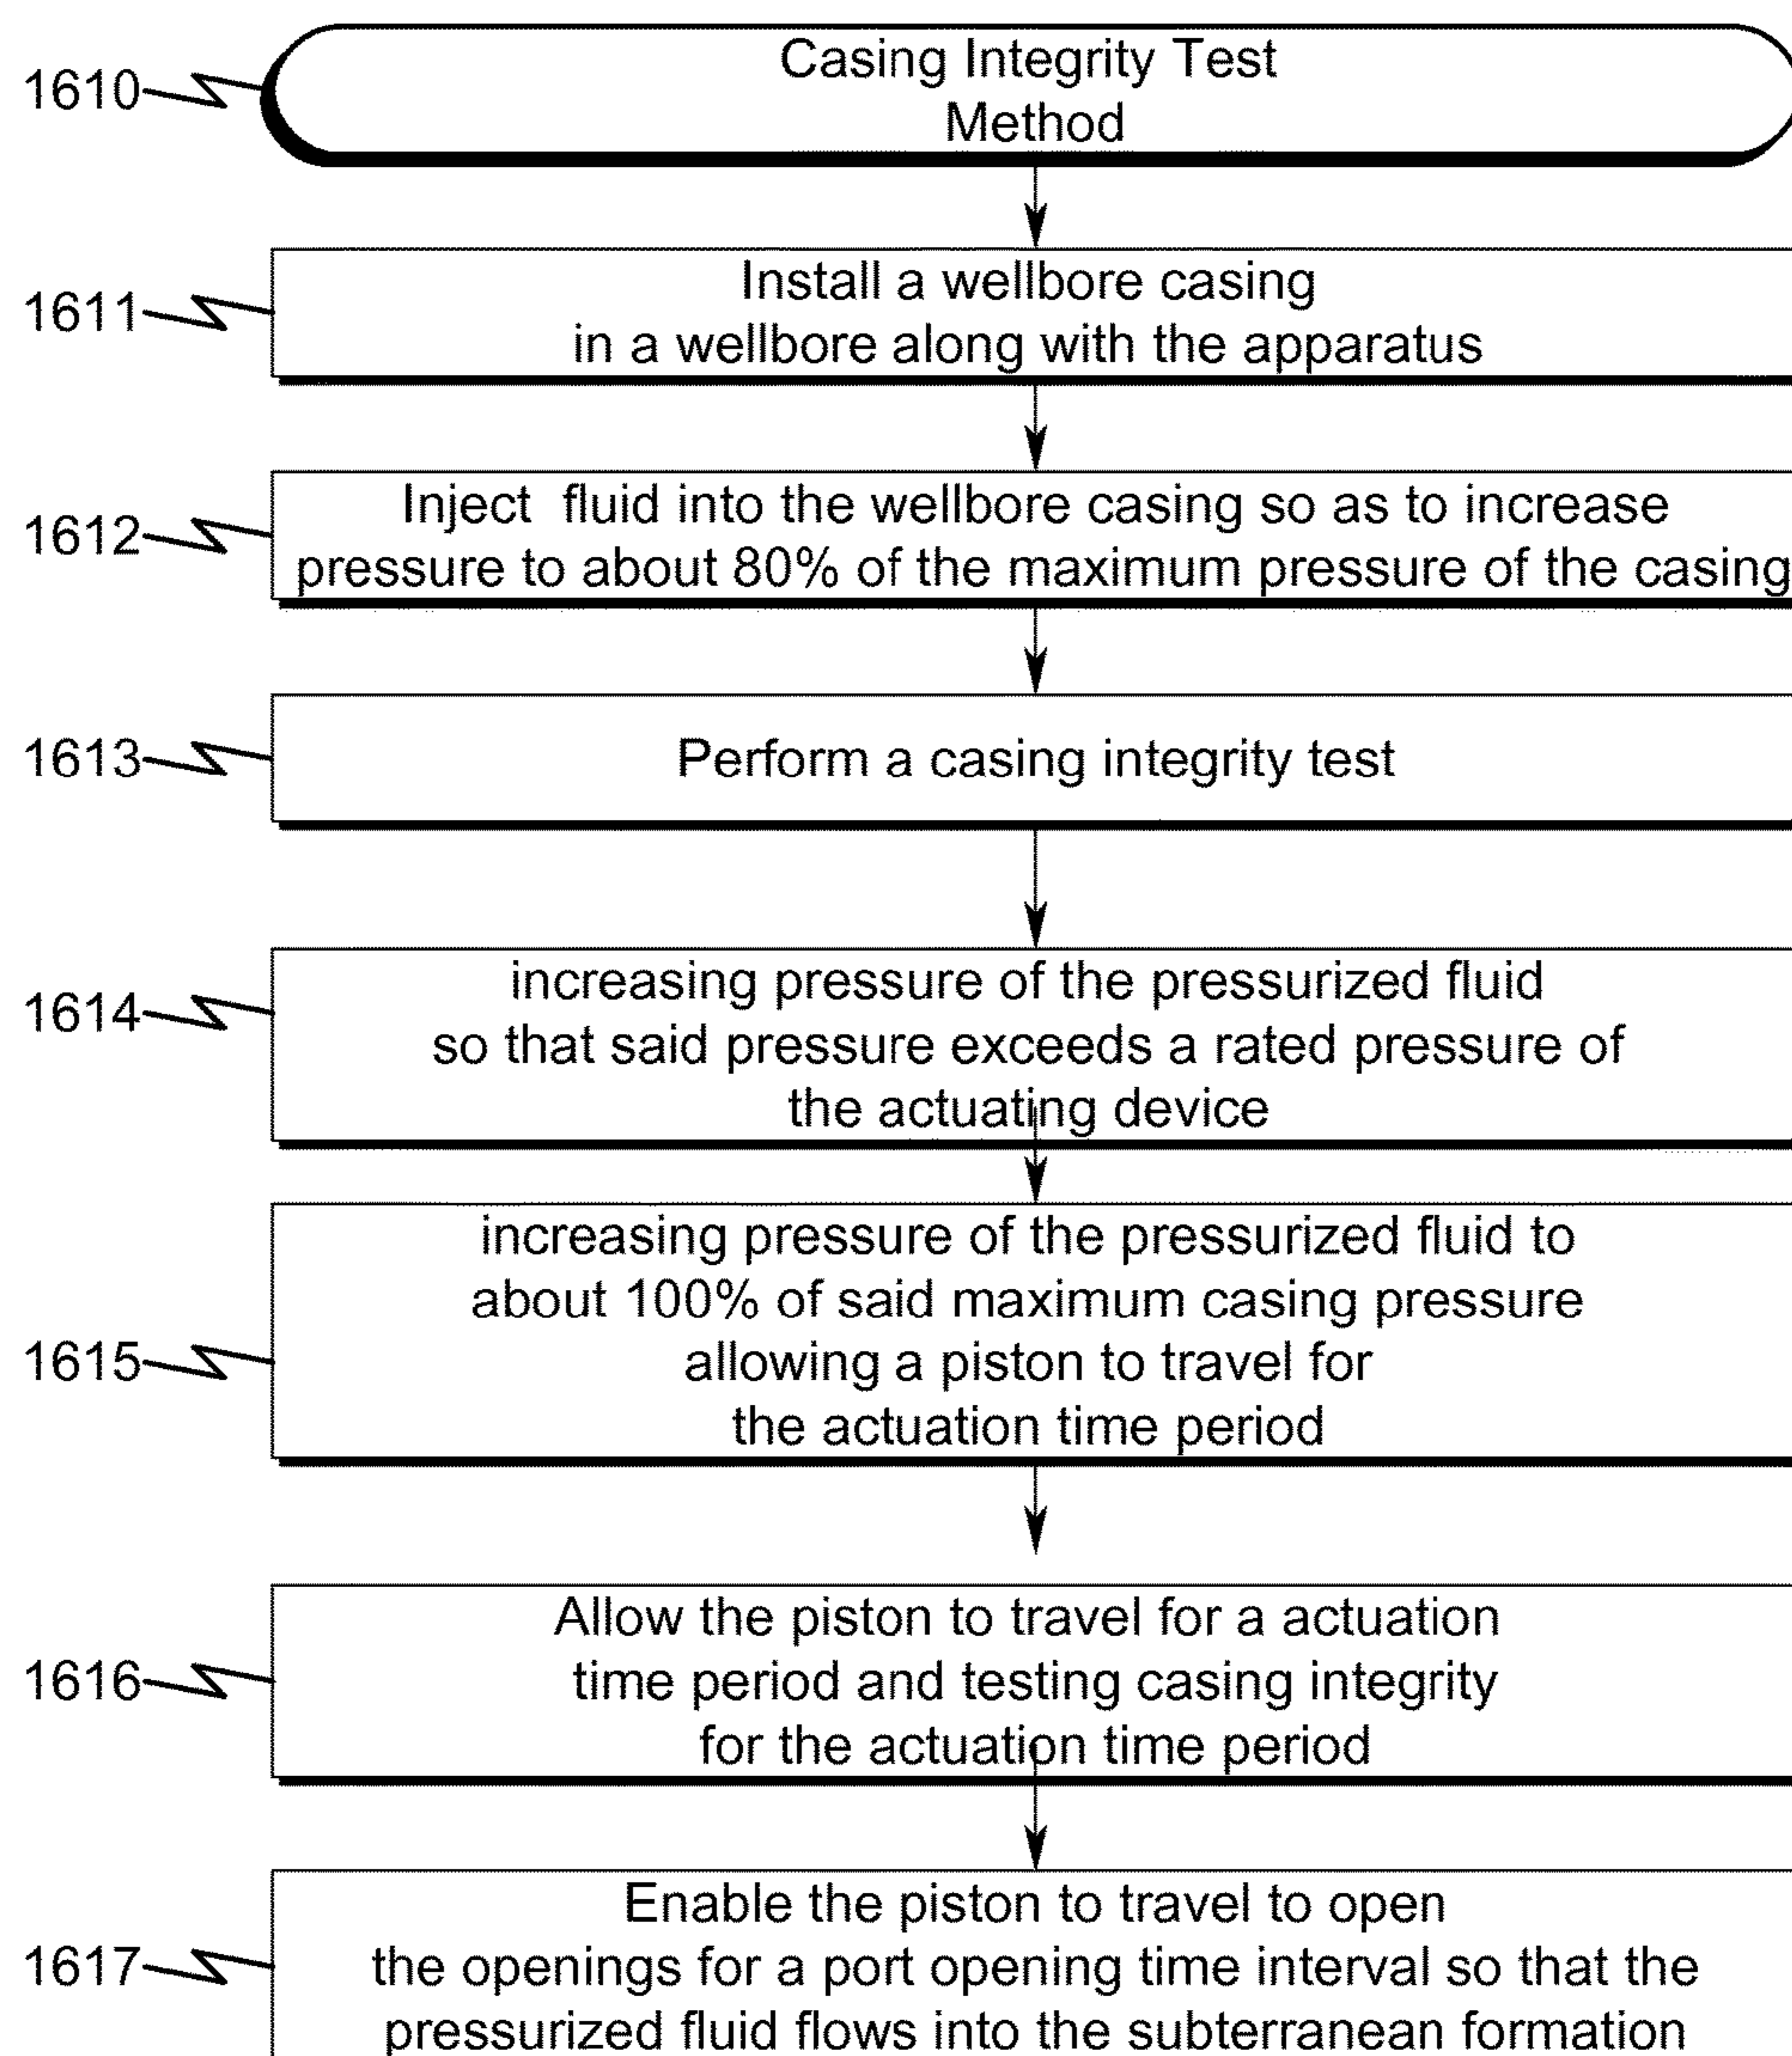 1610
Casing Integrity Test
Method
1611
Install a wellbore casing
in a wellbore along with the apparatus
1612
Inject fluid into the wellbore casing so as to increase
pressure to about 80% of the maximum pressure of the casing
1613
Perform a casing integrity test
1614
increasing pressure of the pressurized fluid
so that said pressure exceeds a rated pressure of
the actuating device
1615
increasing pressure of the pressurized fluid to
about 100% of said maximum casing pressure
allowing a piston to travel for
the actuation time period
1616
Allow the piston to travel for a actuation
time period and testing casing integrity
for the actuation time period
1617
Enable the piston to travel to open
the openings for a port opening time interval so that the
pressurized fluid flows into the subterranean formation